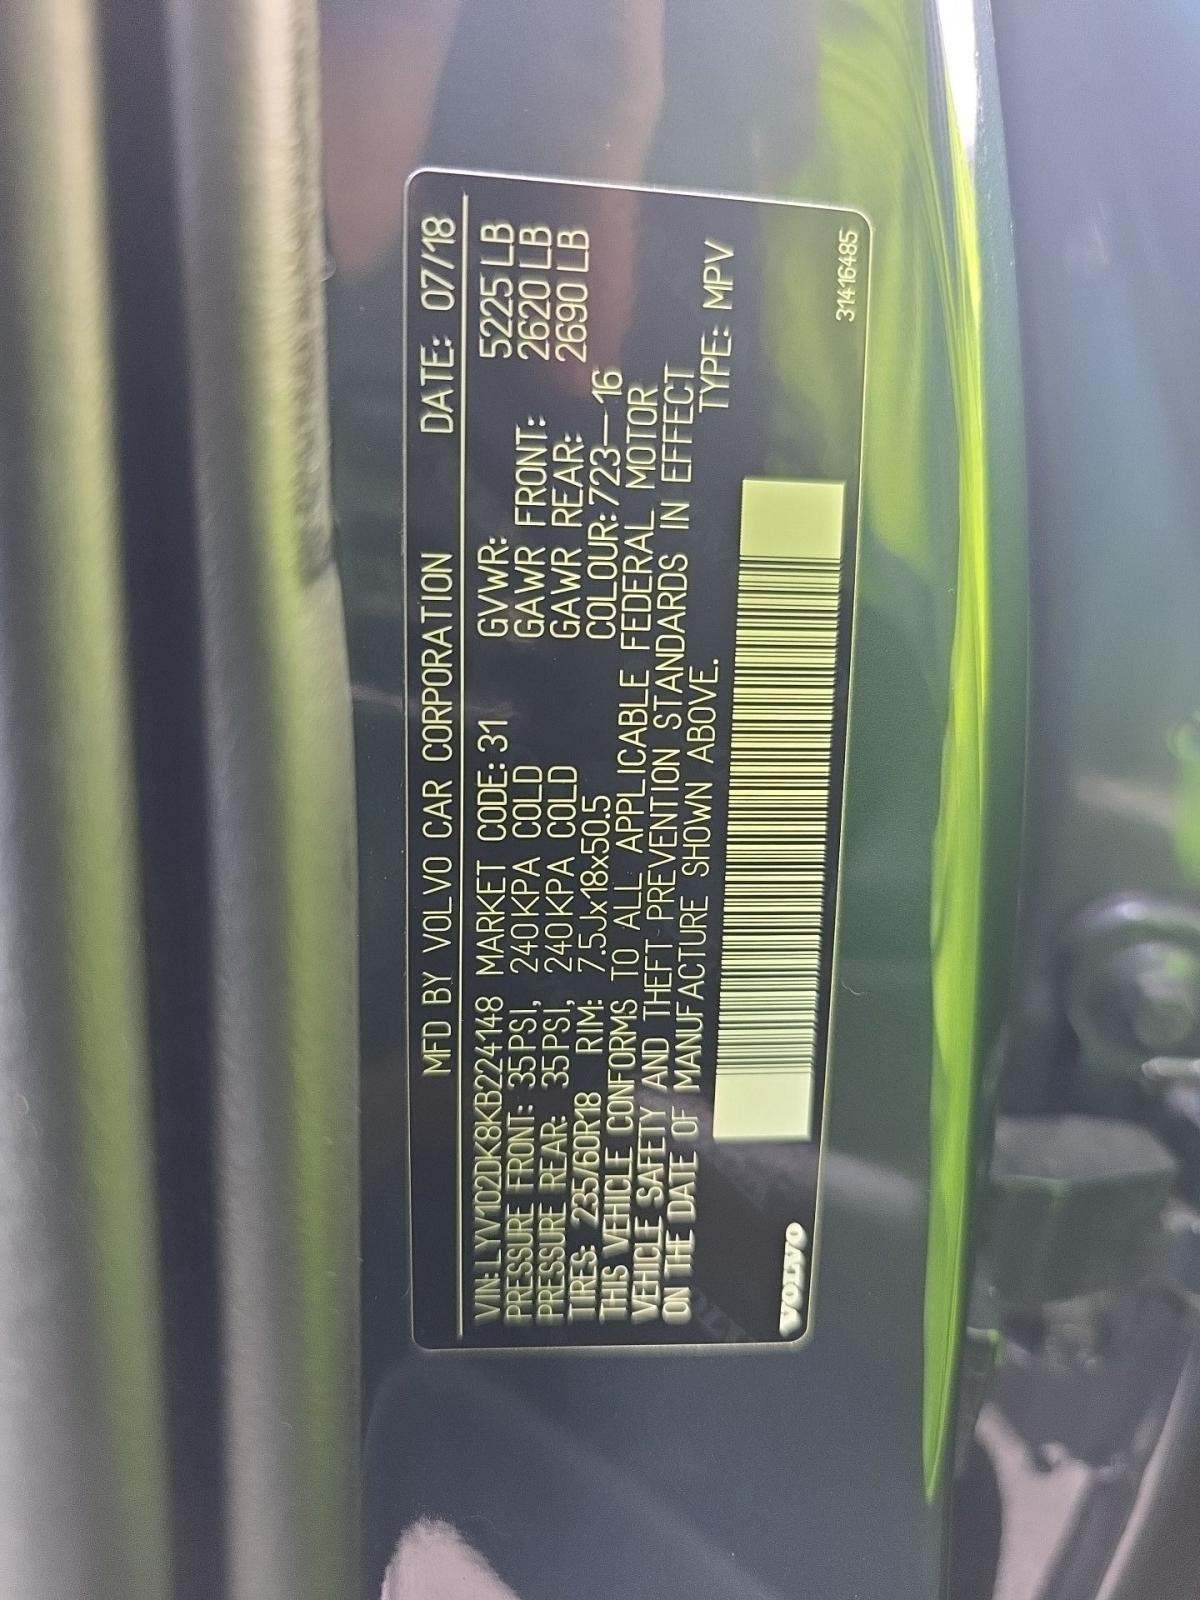 MFD BY VOLVO CAR CORPORATION DATE: 07/18
VIN: LYV102DK8KB224148 MARKET CODE: 31 GVWR: 5225 LB
PRESSURE FRONT: 35PSI, 240KPA COLD GAWR FRONT: 2620 LB
PRESSURE REAR: 35PSI, 240KPA COLD GAWR REAR: 2690 LB
TIRES: 235/60R18 RIM: 7.5Jx18x50.5 COLOUR: 723—16
THIS VEHICLE CONFORMS TO ALL APPLICABLE FEDERAL MOTOR
VEHICLE SAFETY AND THEFT PREVENTION STANDARDS IN EFFECT
ON THE DATE OF MANUFACTURE SHOWN ABOVE. TYPE: MPV
VOLVO 31416485